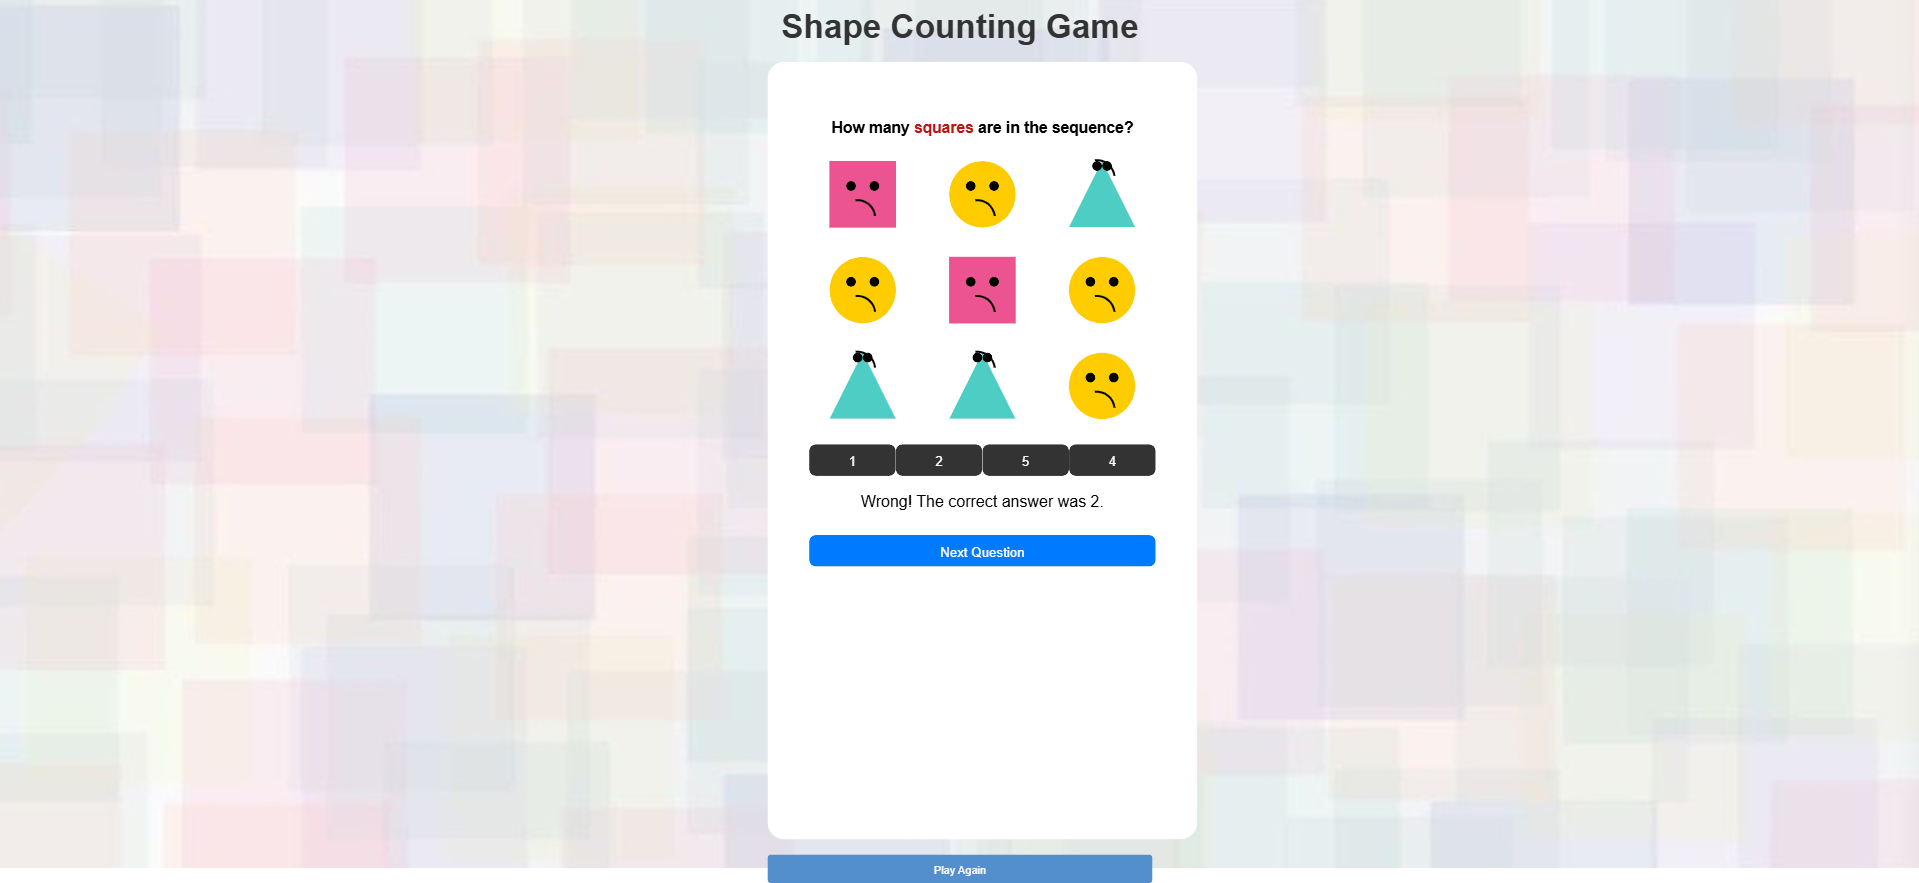 Shape Counting Game
How many squares are in the sequence?
1 2 5 4
Wrong! The correct answer was 2.
Next Question
Play Again